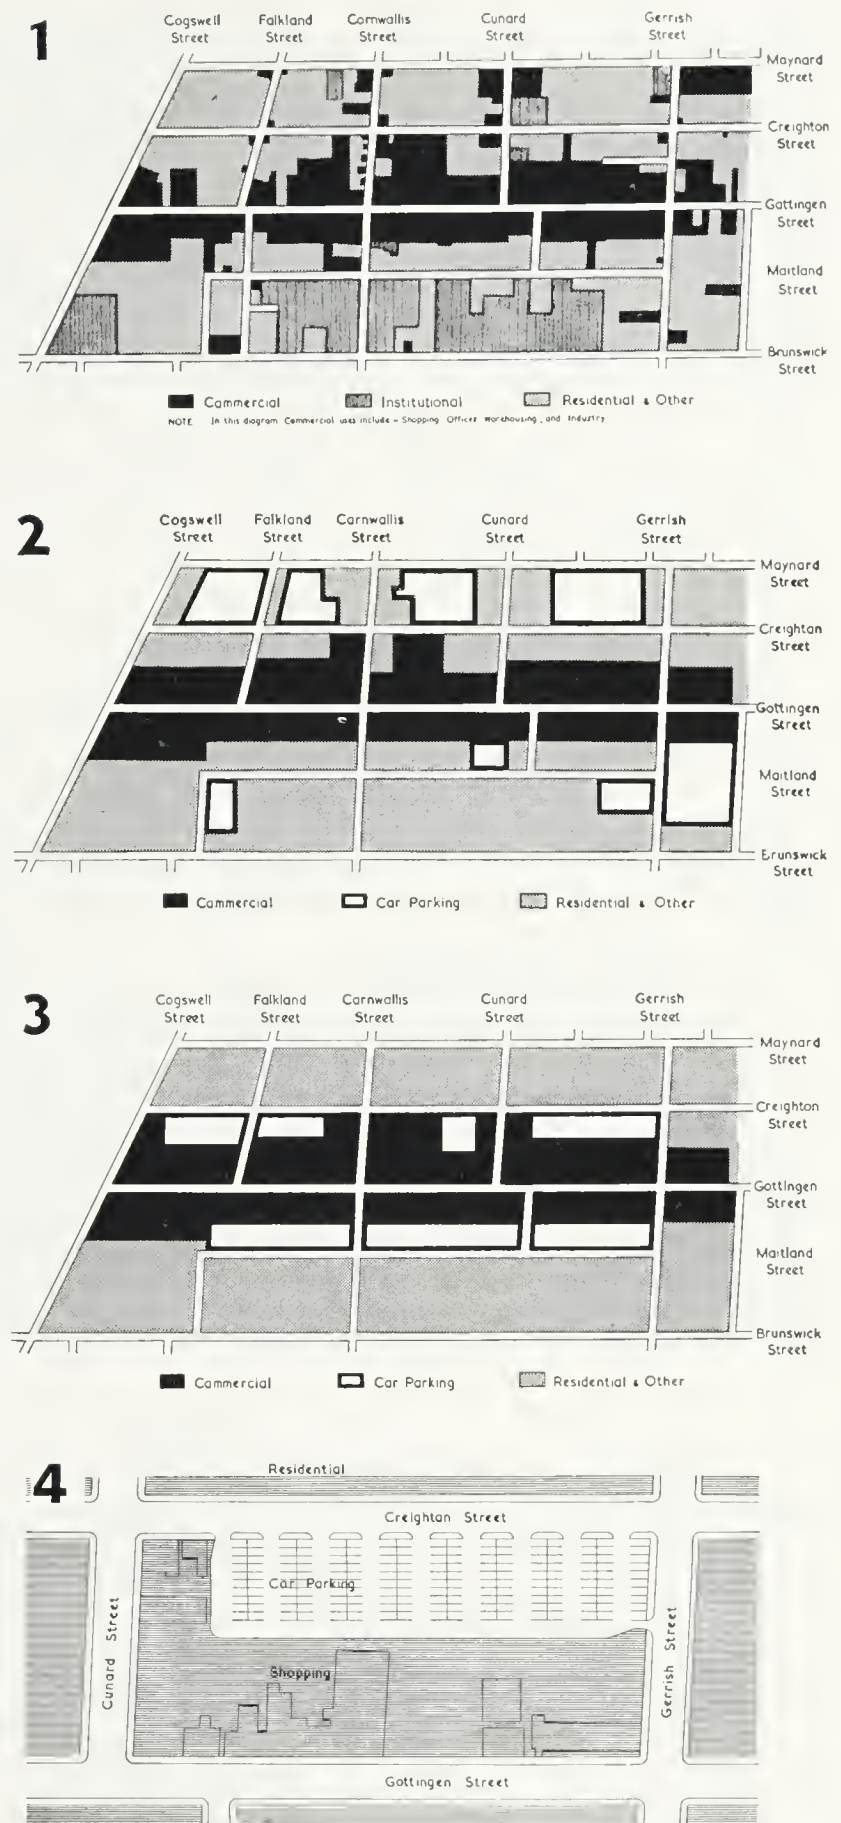 1
Cogswell Street
Falkland Street
Cornwallis Street
Cunard Street
Gerrish Street
Maynard Street
Creighton Street
Gottingen Street
Maitland Street
Brunswick Street
Commercial
Institutional
Residential & Other
NOTE In this diagram Commercial uses include - Shopping Offices Warehousing, and Industry
2
Cogswell Street
Falkland Street
Cornwallis Street
Cunard Street
Gerrish Street
Maynard Street
Creighton Street
Gottingen Street
Maitland Street
Brunswick Street
Commercial
Car Parking
Residential & Other
3
Cogswell Street
Falkland Street
Cornwallis Street
Cunard Street
Gerrish Street
Maynard Street
Creighton Street
Gottingen Street
Maitland Street
Brunswick Street
Commercial
Car Parking
Residential & Other
4
Residential
Creighton Street
Car Parking
Cunard Street
Shopping
Gerrish Street
Gottingen Street